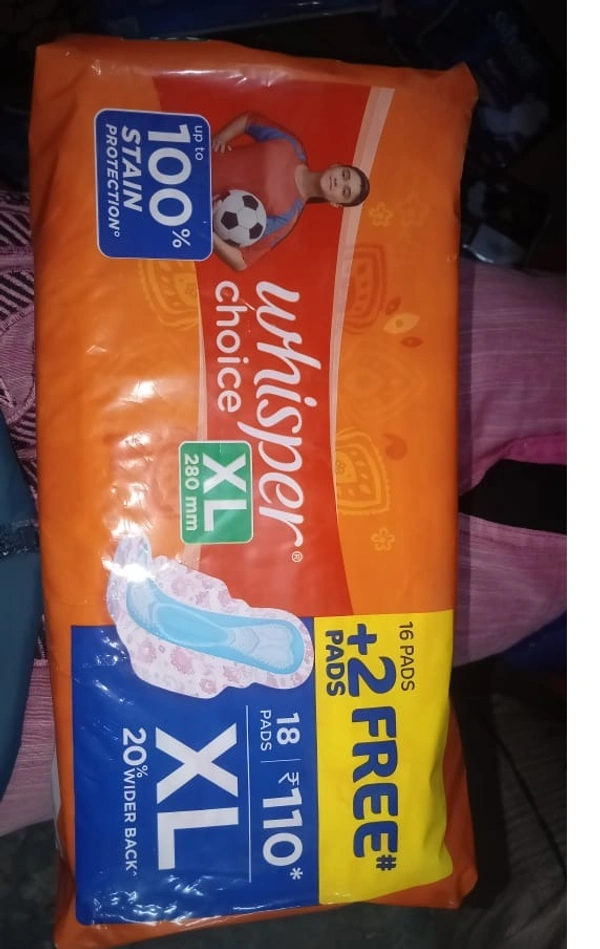 up to
100%
STAIN
PROTECTION°
whisper®
choice
XL
280 mm
16 PADS
+2 FREE#
PADS
18 PADS | ₹110*
XL
20% WIDER BACK^